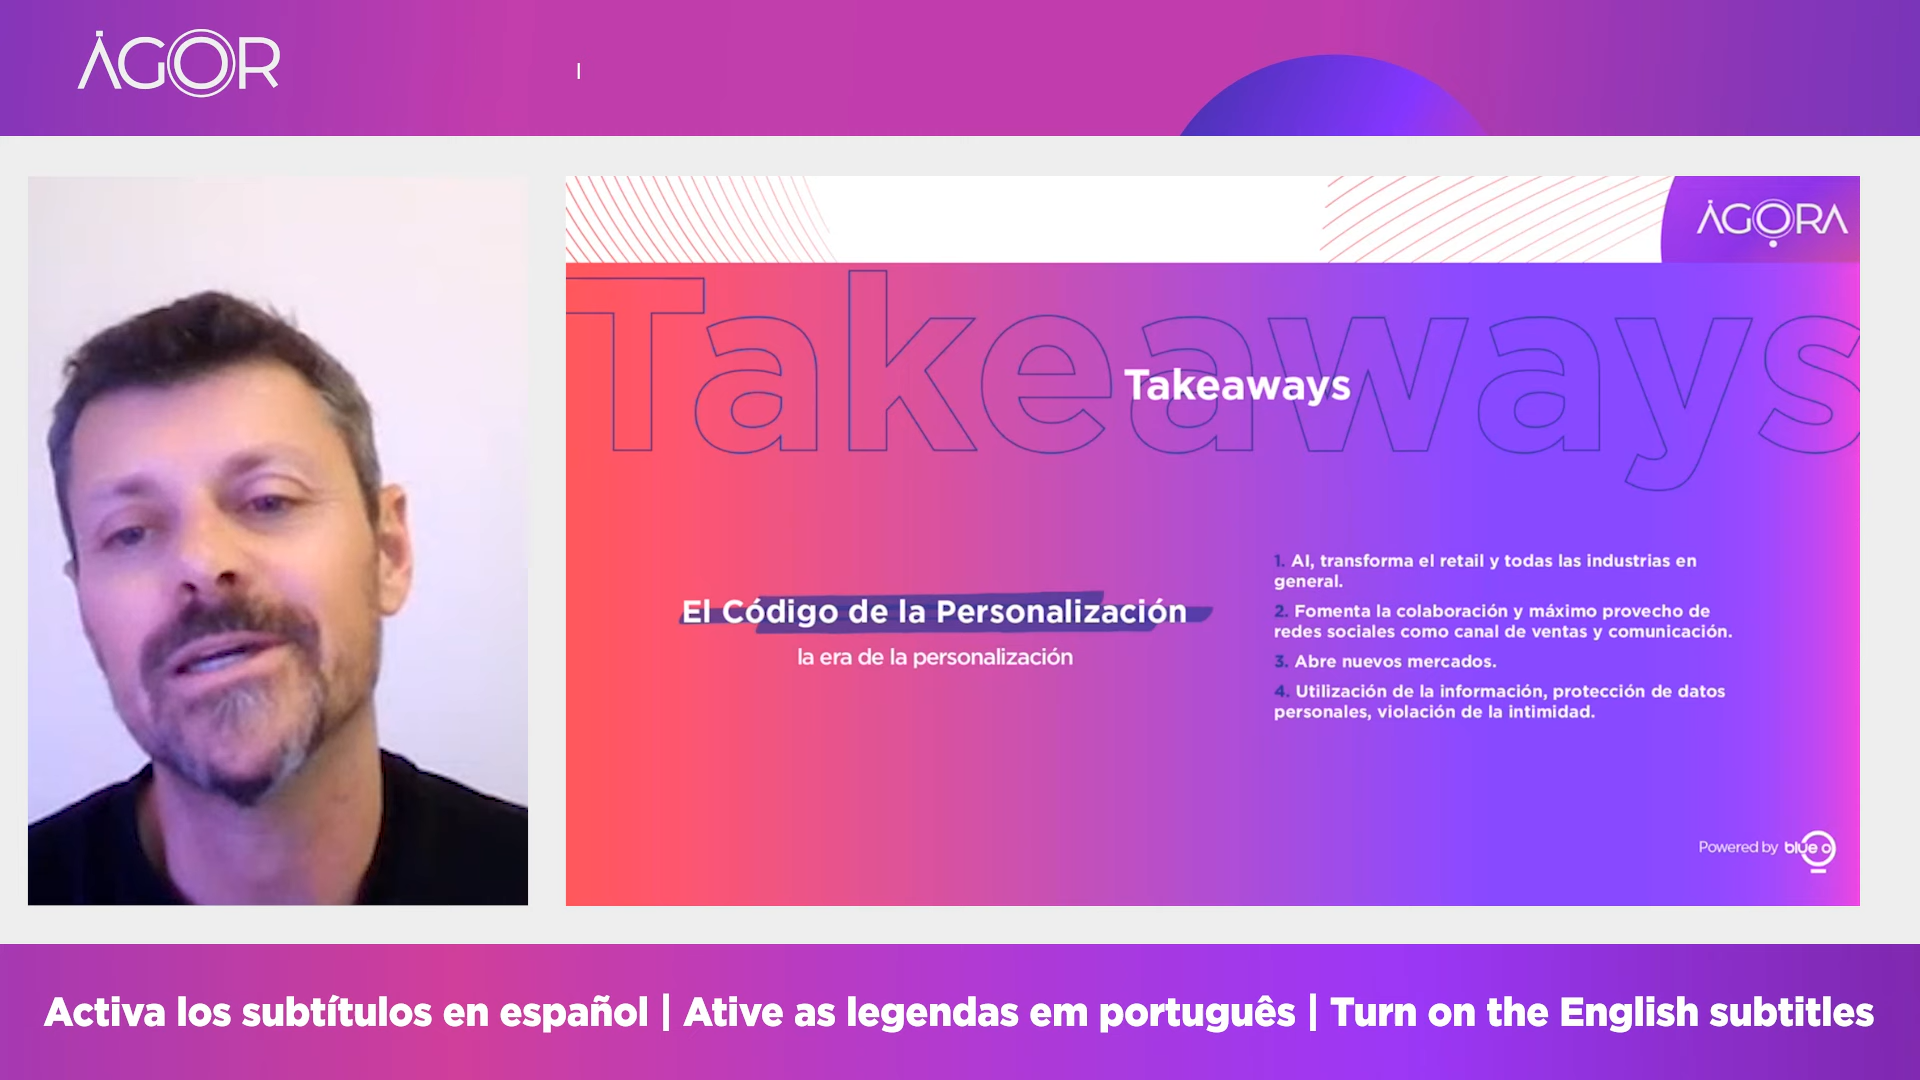 ÁGOR
|
ÁGORA
Takeaways
Takeaways
El Código de la Personalización
la era de la personalización
1. AI, transforma el retail y todas las industrias en
general.
2. Fomenta la colaboración y máximo provecho de
redes sociales como canal de ventas y comunicación.
3. Abre nuevos mercados.
4. Utilización de la información, protección de datos
personales, violación de la intimidad.
Powered by blue o
Activa los subtítulos en español | Ative as legendas em português | Turn on the English subtitles